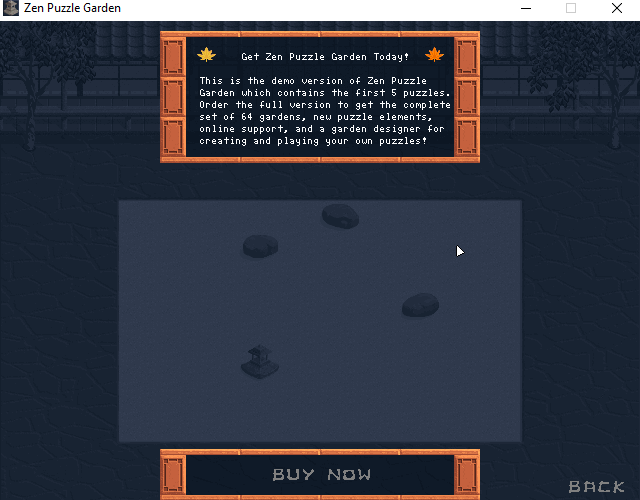 Zen Puzzle Garden
Get Zen Puzzle Garden Today!
This is the demo version of Zen Puzzle
Garden which contains the first 5 puzzles.
Order the full version to get the complete
set of 64 gardens, new puzzle elements,
online support, and a garden designer for
creating and playing your own puzzles!
BUY NOW
BACK